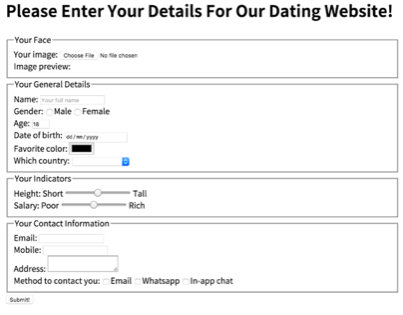 Please Enter Your Details For Our Dating Website!
Your Face
Your image: Choose File No file chosen
Image preview:
Your General Details
Name: Your full name
Gender: Male Female
Age: 18
Date of birth: dd/mm/yyyy
Favorite color:
Which country:
Your Indicators
Height: Short Tall
Salary: Poor Rich
Your Contact Information
Email:
Mobile:
Address:
Method to contact you: Email Whatsapp In-app chat
Submit!